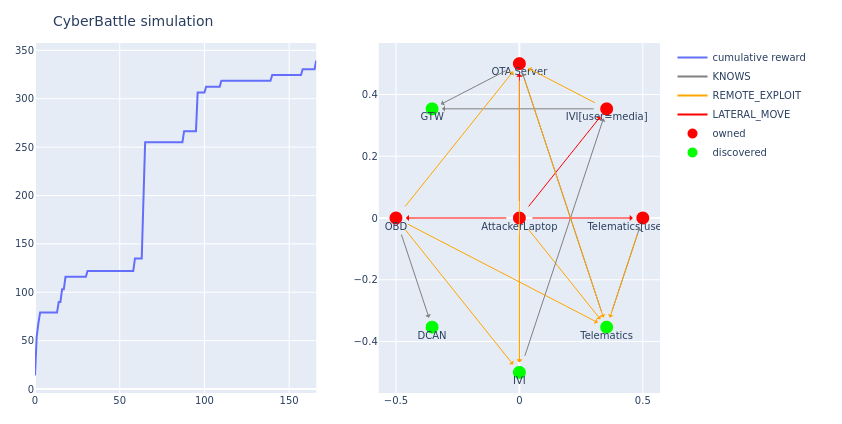 CyberBattle simulation
350
300
250
200
150
100
50
0
0
50
100
150
0.4
0.2
0
−0.2
−0.4
−0.5
0
0.5
OTA server
GTW
IVI[user=media]
OBD
AttackerLaptop
Telematics[use
DCAN
Telematics
IVI
cumulative reward
KNOWS
REMOTE_EXPLOIT
LATERAL_MOVE
owned
discovered